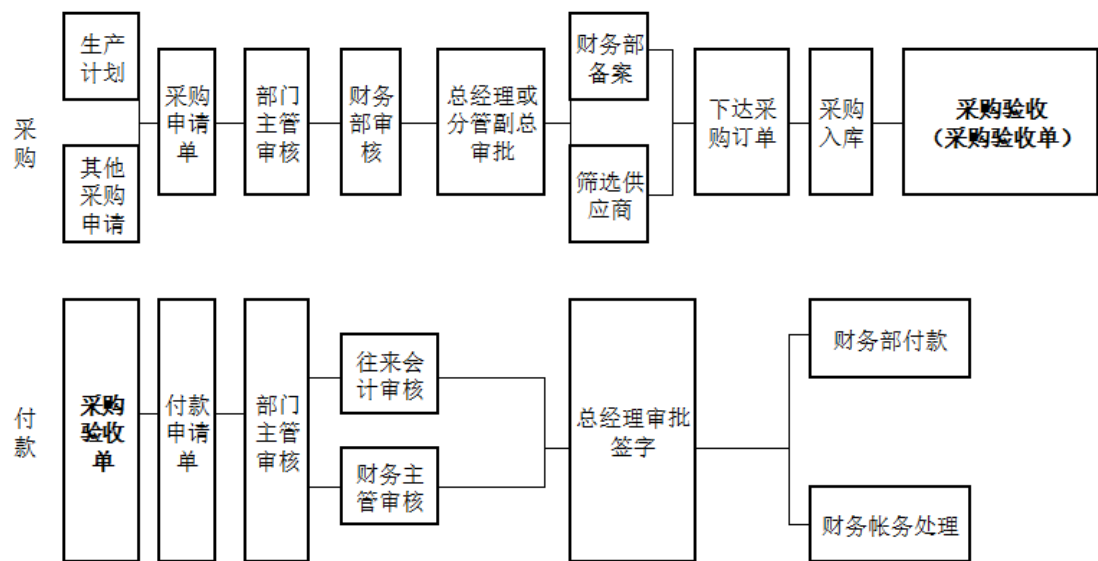 采
购
生产
计划
其他
采购
申请
采购
申请
单
部门
主管
审核
财务
部审
核
总经理或
分管副总
审批
财务部
备案
筛选供
应商
下达采
购订单
采购
入库
采购验收
（采购验收单）
付
款
采购
验收
单
付款
申请
单
部门
主管
审核
往来会
计审核
财务主
管审核
总经理审批
签字
财务部付款
财务帐务处理